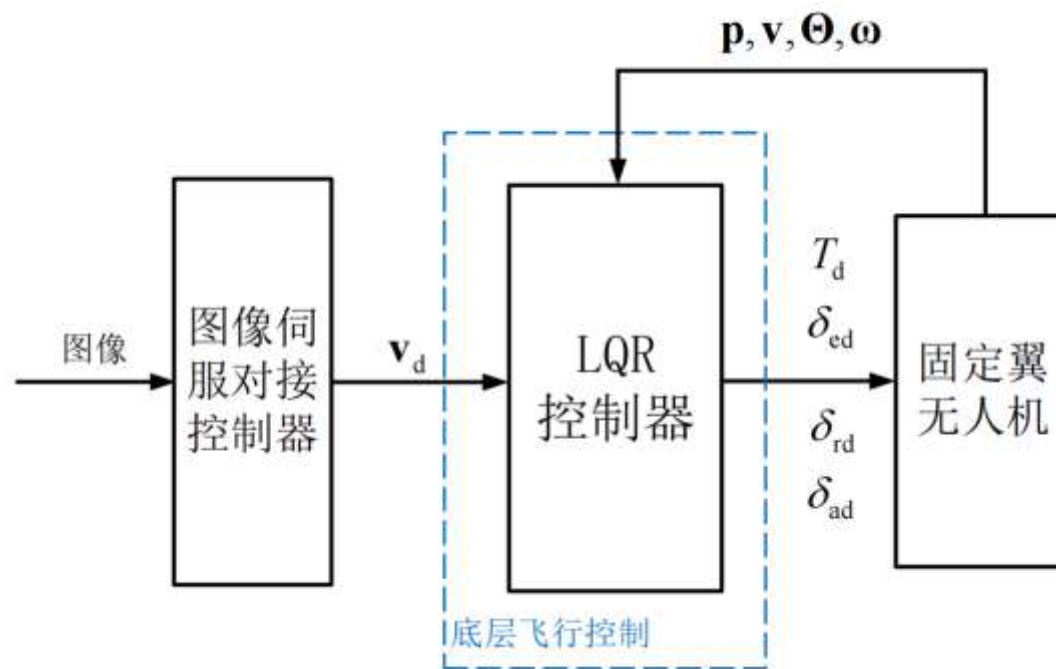 p, v, Θ, ω
图像
图像伺
服对接
控制器
v_d
LQR
控制器
T_d
δ_ed
δ_rd
δ_ad
固定翼
无人机
底层飞行控制